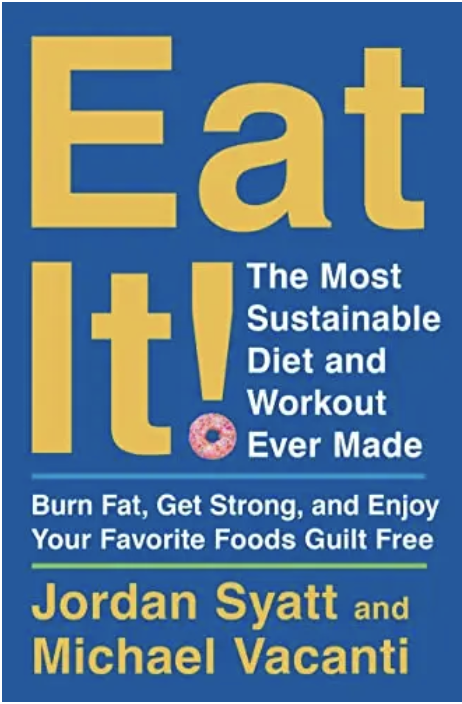 Eat
It!
The Most
Sustainable
Diet and
Workout
Ever Made
Burn Fat, Get Strong, and Enjoy
Your Favorite Foods Guilt Free
Jordan Syatt and
Michael Vacanti